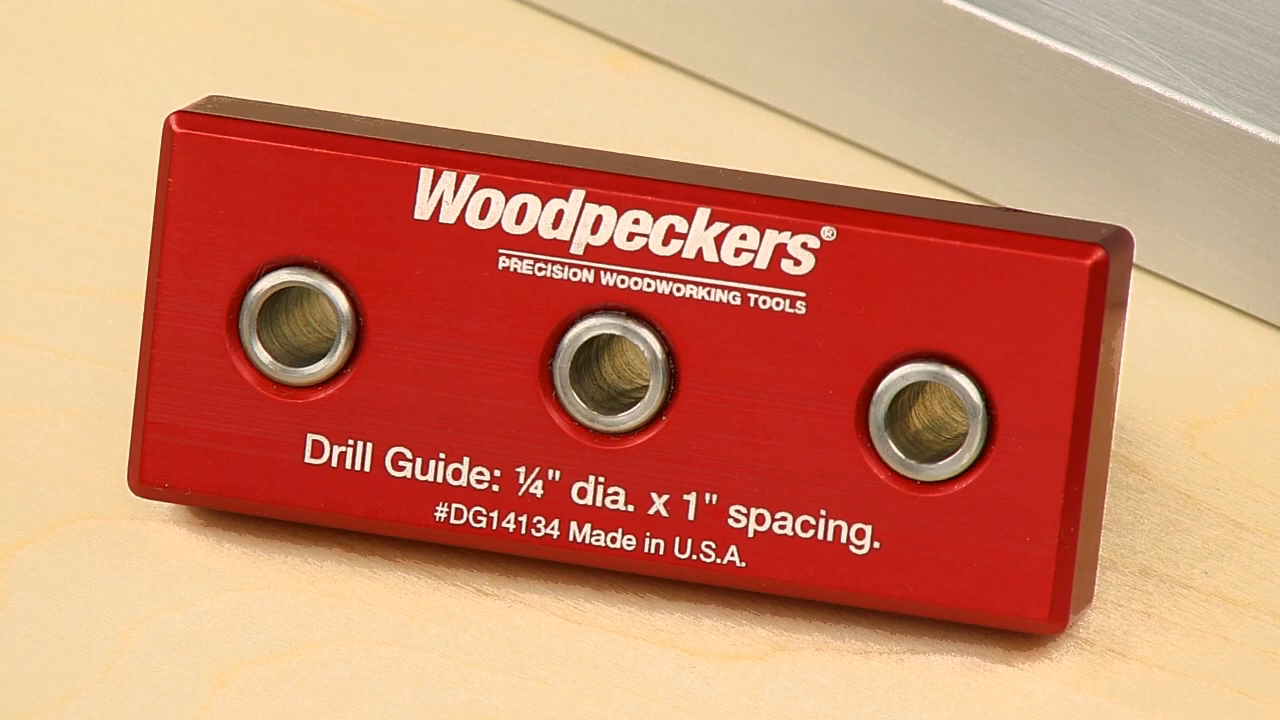 Woodpeckers®
PRECISION WOODWORKING TOOLS
Drill Guide: ¼" dia. x 1" spacing.
#DG14134 Made in U.S.A.